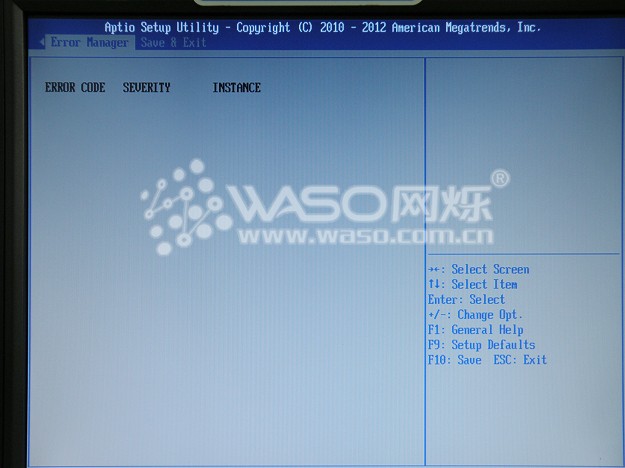 Aptio Setup Utility - Copyright (C) 2010 - 2012 American Megatrends, Inc.
Error Manager Save & Exit
ERROR CODE SEVERITY INSTANCE
WASO网烁®
www.waso.com.cn
→←: Select Screen
↑↓: Select Item
Enter: Select
+/-: Change Opt.
F1: General Help
F9: Setup Defaults
F10: Save ESC: Exit